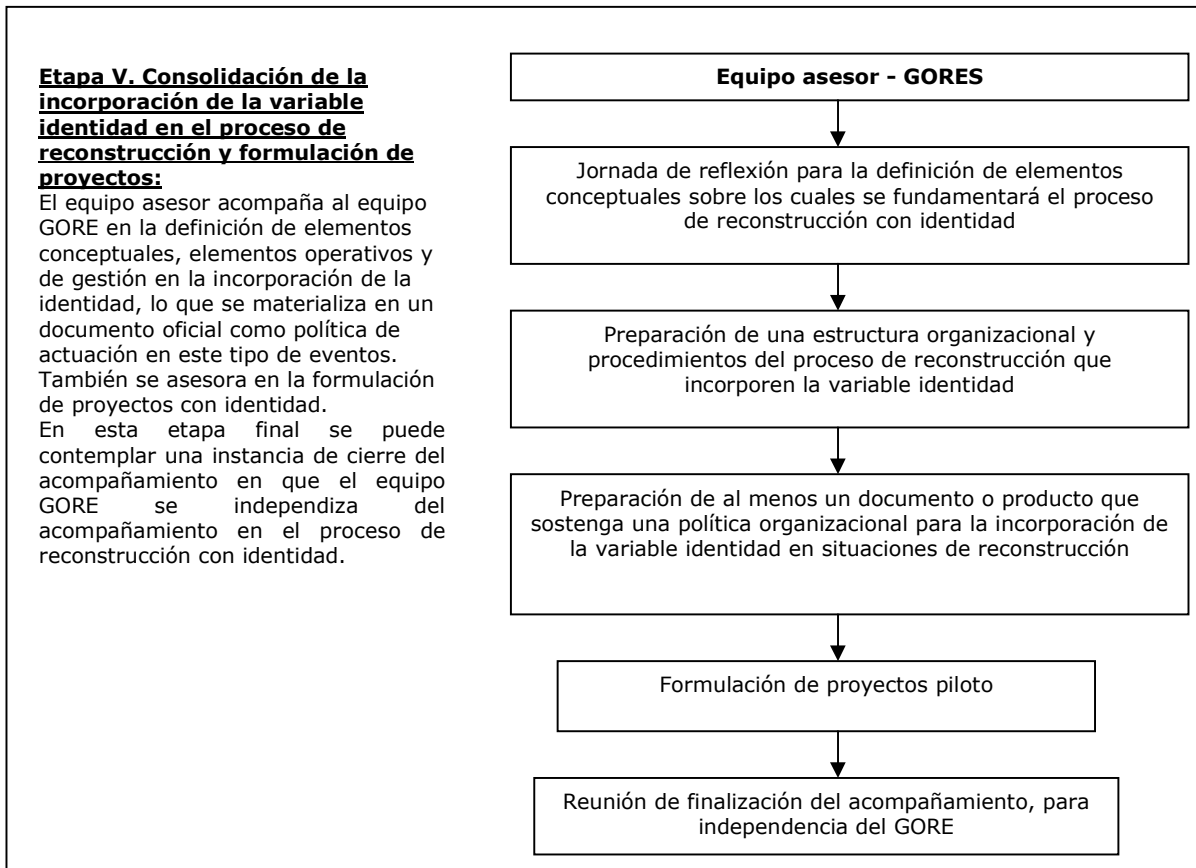 Etapa V. Consolidación de la
incorporación de la variable
identidad en el proceso de
reconstrucción y formulación de
proyectos:
El equipo asesor acompaña al equipo
GORE en la definición de elementos
conceptuales, elementos operativos y
de gestión en la incorporación de la
identidad, lo que se materializa en un
documento oficial como política de
actuación en este tipo de eventos.
También se asesora en la formulación
de proyectos con identidad.
En esta etapa final se puede
contemplar una instancia de cierre del
acompañamiento en que el equipo
GORE se independiza del
acompañamiento en el proceso de
reconstrucción con identidad.
Equipo asesor - GORES
Jornada de reflexión para la definición de elementos
conceptuales sobre los cuales se fundamentará el proceso
de reconstrucción con identidad
Preparación de una estructura organizacional y
procedimientos del proceso de reconstrucción que
incorporen la variable identidad
Preparación de al menos un documento o producto que
sostenga una política organizacional para la incorporación de
la variable identidad en situaciones de reconstrucción
Formulación de proyectos piloto
Reunión de finalización del acompañamiento, para
independencia del GORE